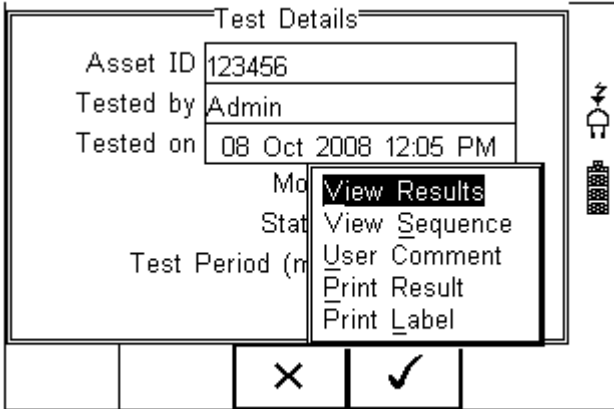 Test Details
Asset ID 123456
Tested by Admin
Tested on 08 Oct 2008 12:05 PM
Mo
Stat
Test Period (m
View Results
View Sequence
User Comment
Print Result
Print Label